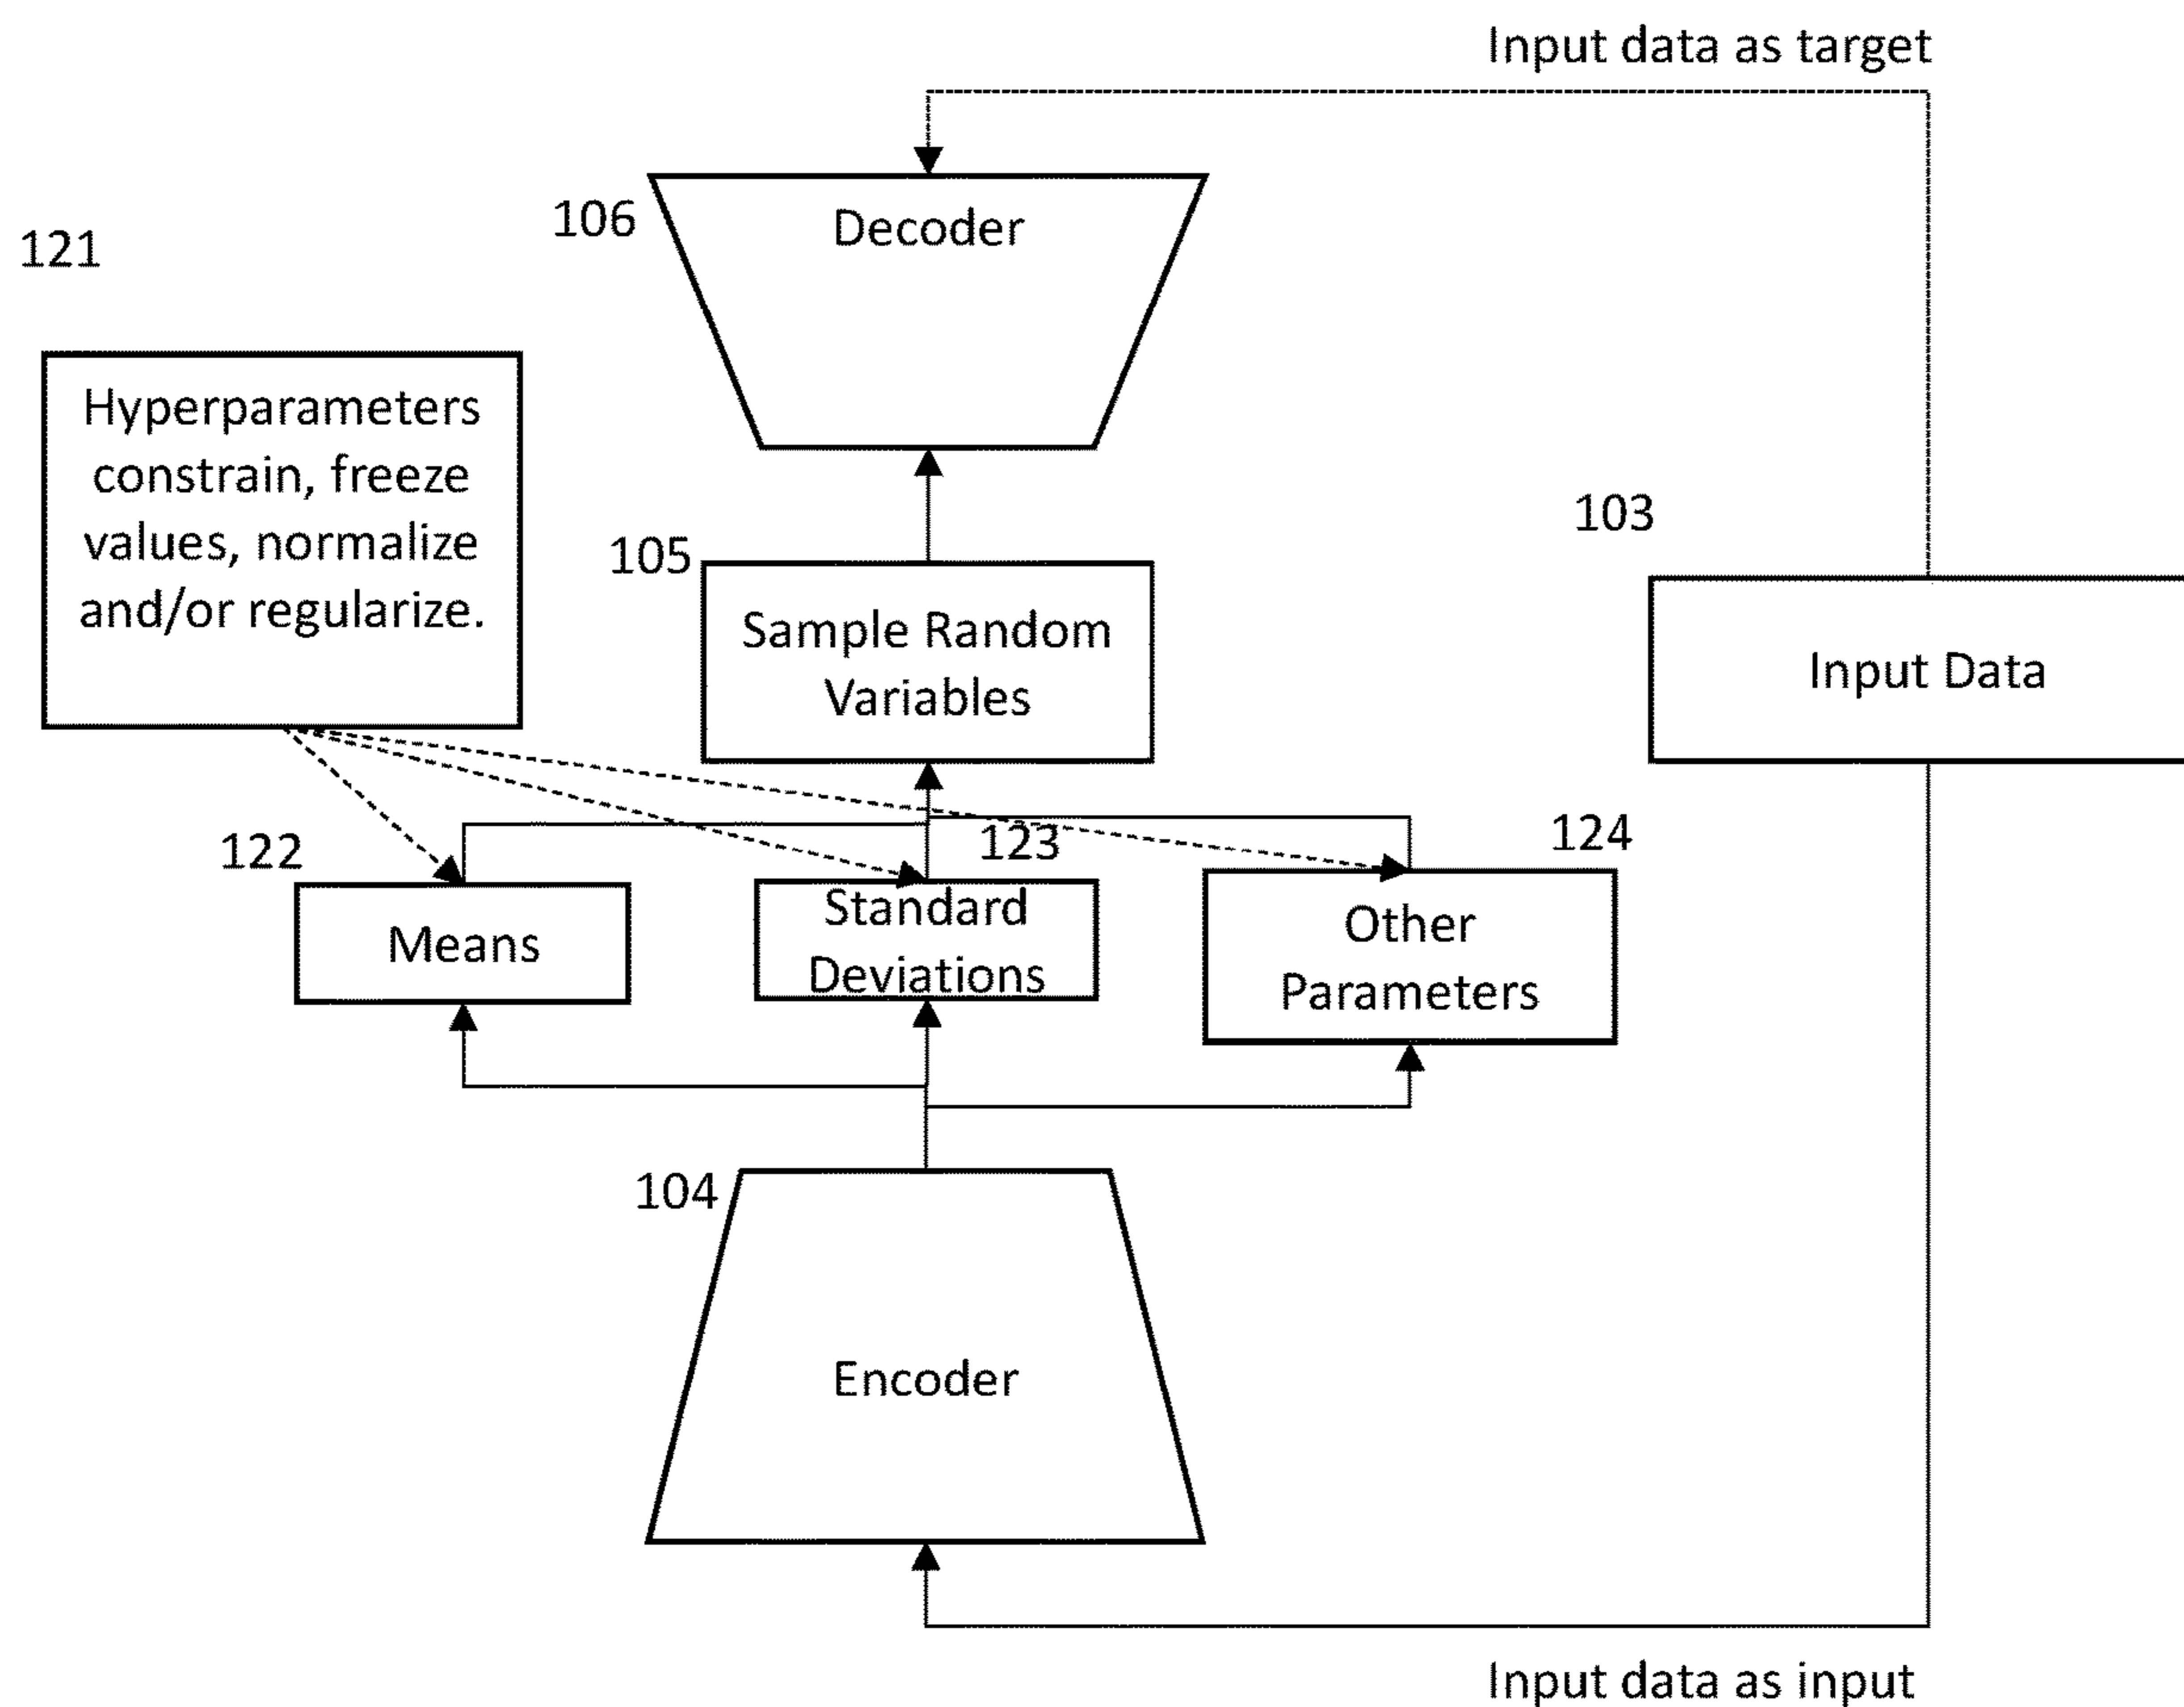 Input data as target
106
Decoder
121
Hyperparameters
constrain, freeze
values, normalize
and/or regularize.
103
105
Sample Random
Variables
Input Data
122
123
124
Means
Standard
Deviations
Other
Parameters
104
Encoder
Input data as input